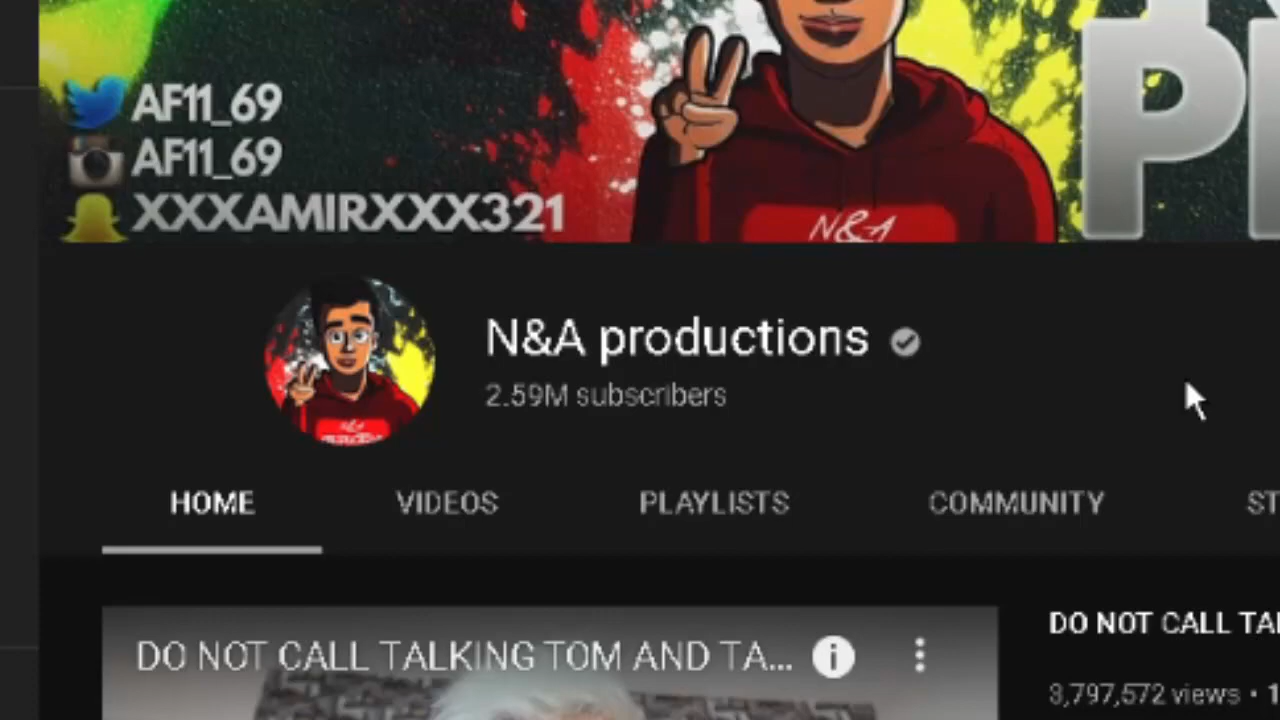 AF11_69
AF11_69
XXXAMIRXXX321
N&A
N&A productions
2.59M subscribers
HOME
VIDEOS
PLAYLISTS
COMMUNITY
DO NOT CALL TALKING TOM AND TA...
DO NOT CALL TA
3,797,572 views •